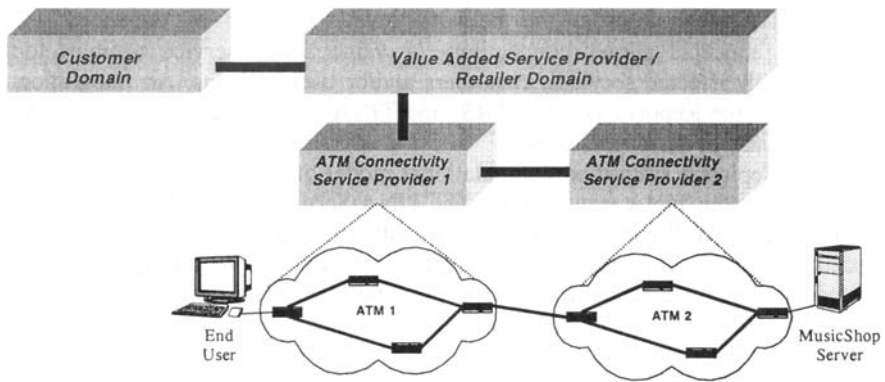 Customer
Domain
Value Added Service Provider /
Retailer Domain
ATM Connectivity
Service Provider 1
ATM Connectivity
Service Provider 2
ATM 1
ATM 2
End
User
MusicShop
Server